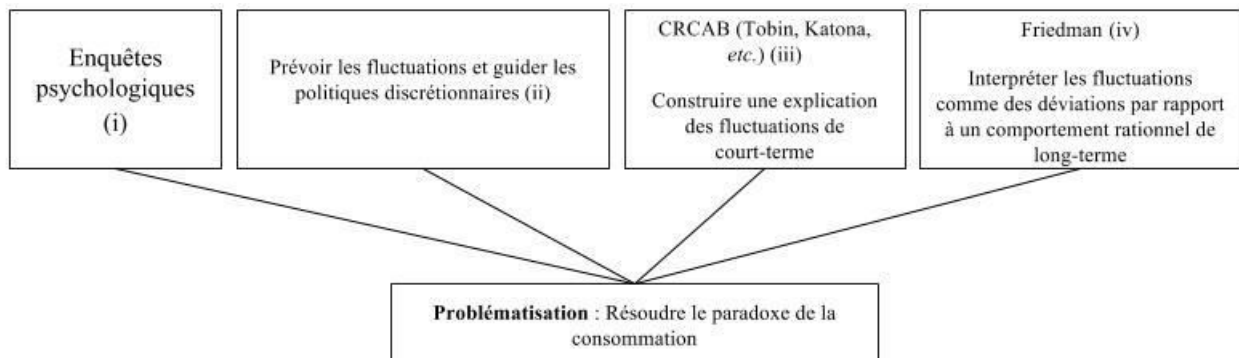 Enquêtes
psychologiques
(i)
Prévoir les fluctuations et guider les
politiques discrétionnaires (ii)
CRCAB (Tobin, Katona,
etc.) (iii)
Construire une explication
des fluctuations de
court-terme
Friedman (iv)
Interpréter les fluctuations
comme des déviations par rapport
à un comportement rationnel de
long-terme
Problématisation : Résoudre le paradoxe de la
consommation